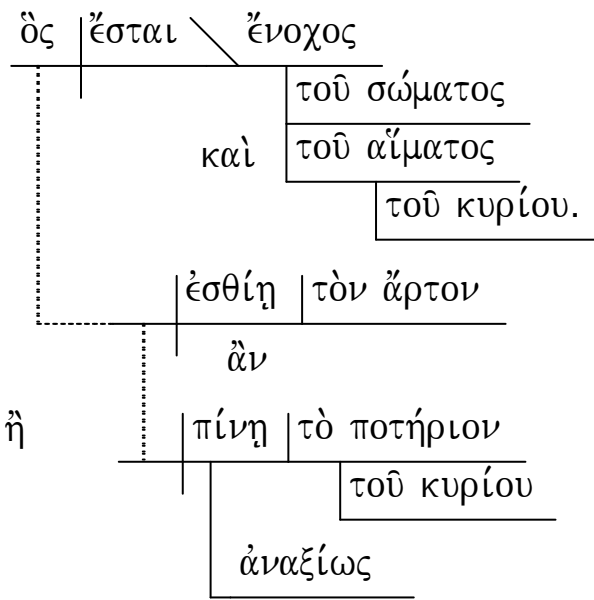 ὃς ἔσται ἔνοχος
τοῦ σώματος
καὶ τοῦ αἵματος
τοῦ κυρίου.
ἐσθίῃ τὸν ἄρτον
ἂν
ἢ πίνῃ τὸ ποτήριον
τοῦ κυρίου
ἀναξίως